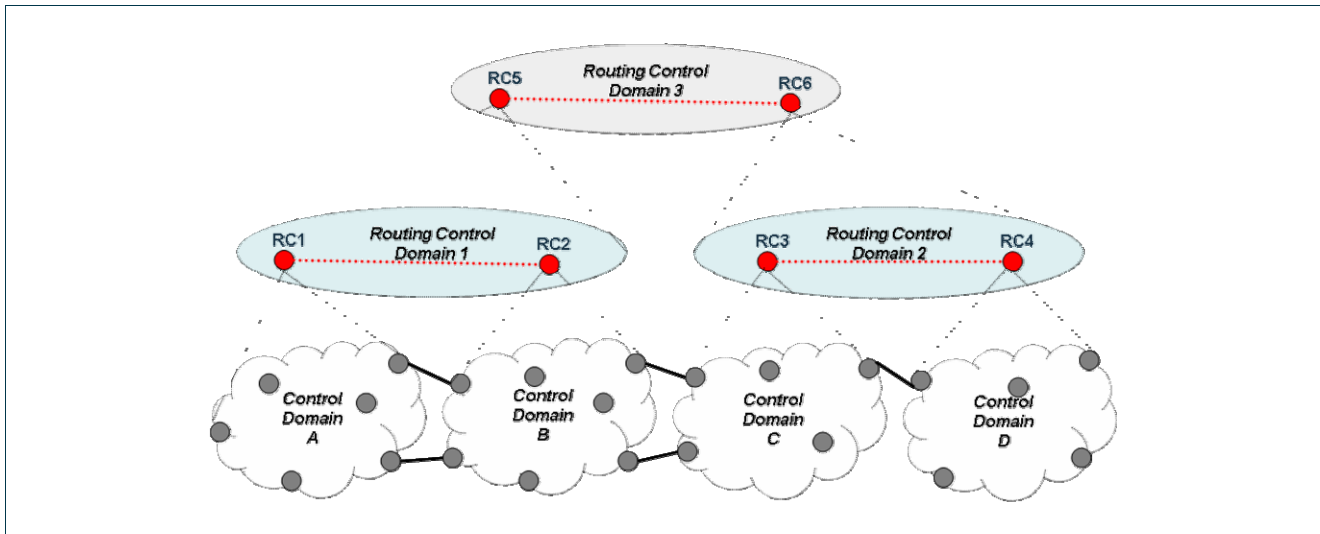 RC5
Routing Control
Domain 3
RC6
RC1
Routing Control
Domain 1
RC2
RC3
Routing Control
Domain 2
RC4
Control
Domain
A
Control
Domain
B
Control
Domain
C
Control
Domain
D